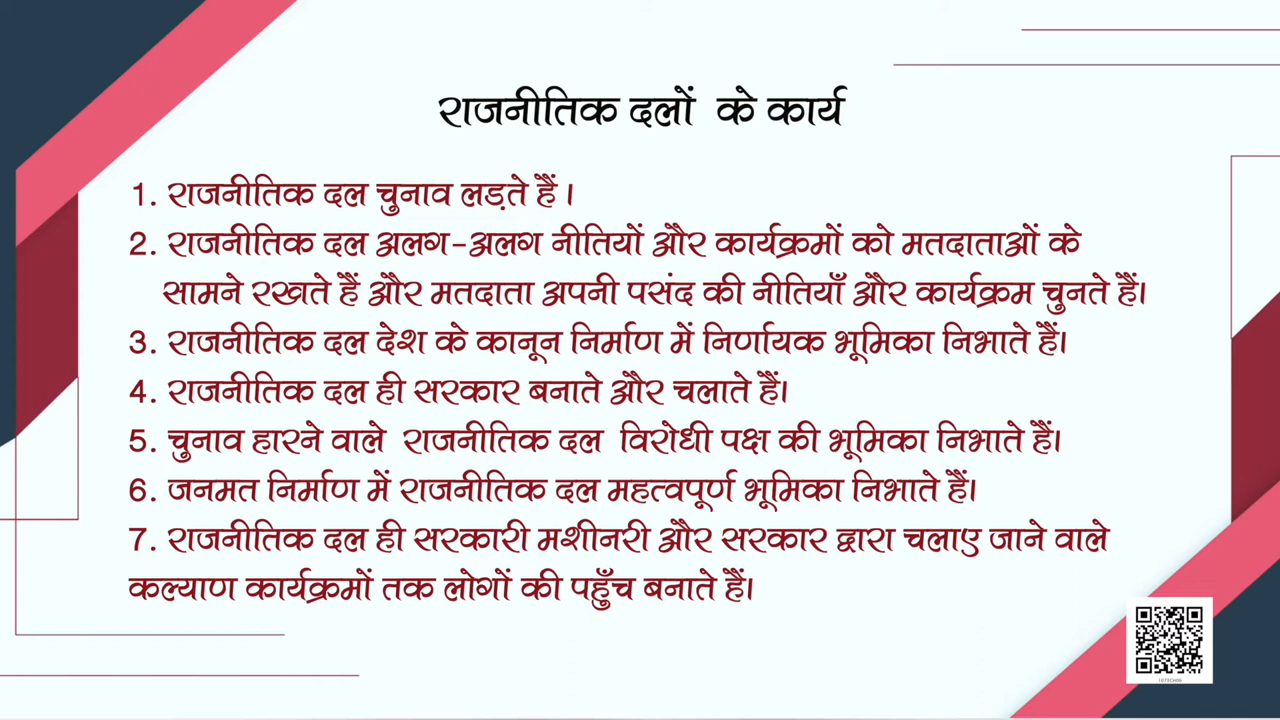 राजनीतिक दलों के कार्य
1. राजनीतिक दल चुनाव लड़ते हैं ।
2. राजनीतिक दल अलग-अलग नीतियों और कार्यक्रमों को मतदाताओं के
सामने रखते हैं और मतदाता अपनी पसंद की नीतियाँ और कार्यक्रम चुनते हैं।
3. राजनीतिक दल देश के कानून निर्माण में निर्णायक भूमिका निभाते हैं।
4. राजनीतिक दल ही सरकार बनाते और चलाते हैं।
5. चुनाव हारने वाले राजनीतिक दल विरोधी पक्ष की भूमिका निभाते हैं।
6. जनमत निर्माण में राजनीतिक दल महत्वपूर्ण भूमिका निभाते हैं।
7. राजनीतिक दल ही सरकारी मशीनरी और सरकार द्वारा चलाए जाने वाले
कल्याण कार्यक्रमों तक लोगों की पहुँच बनाते हैं।
1073CH06